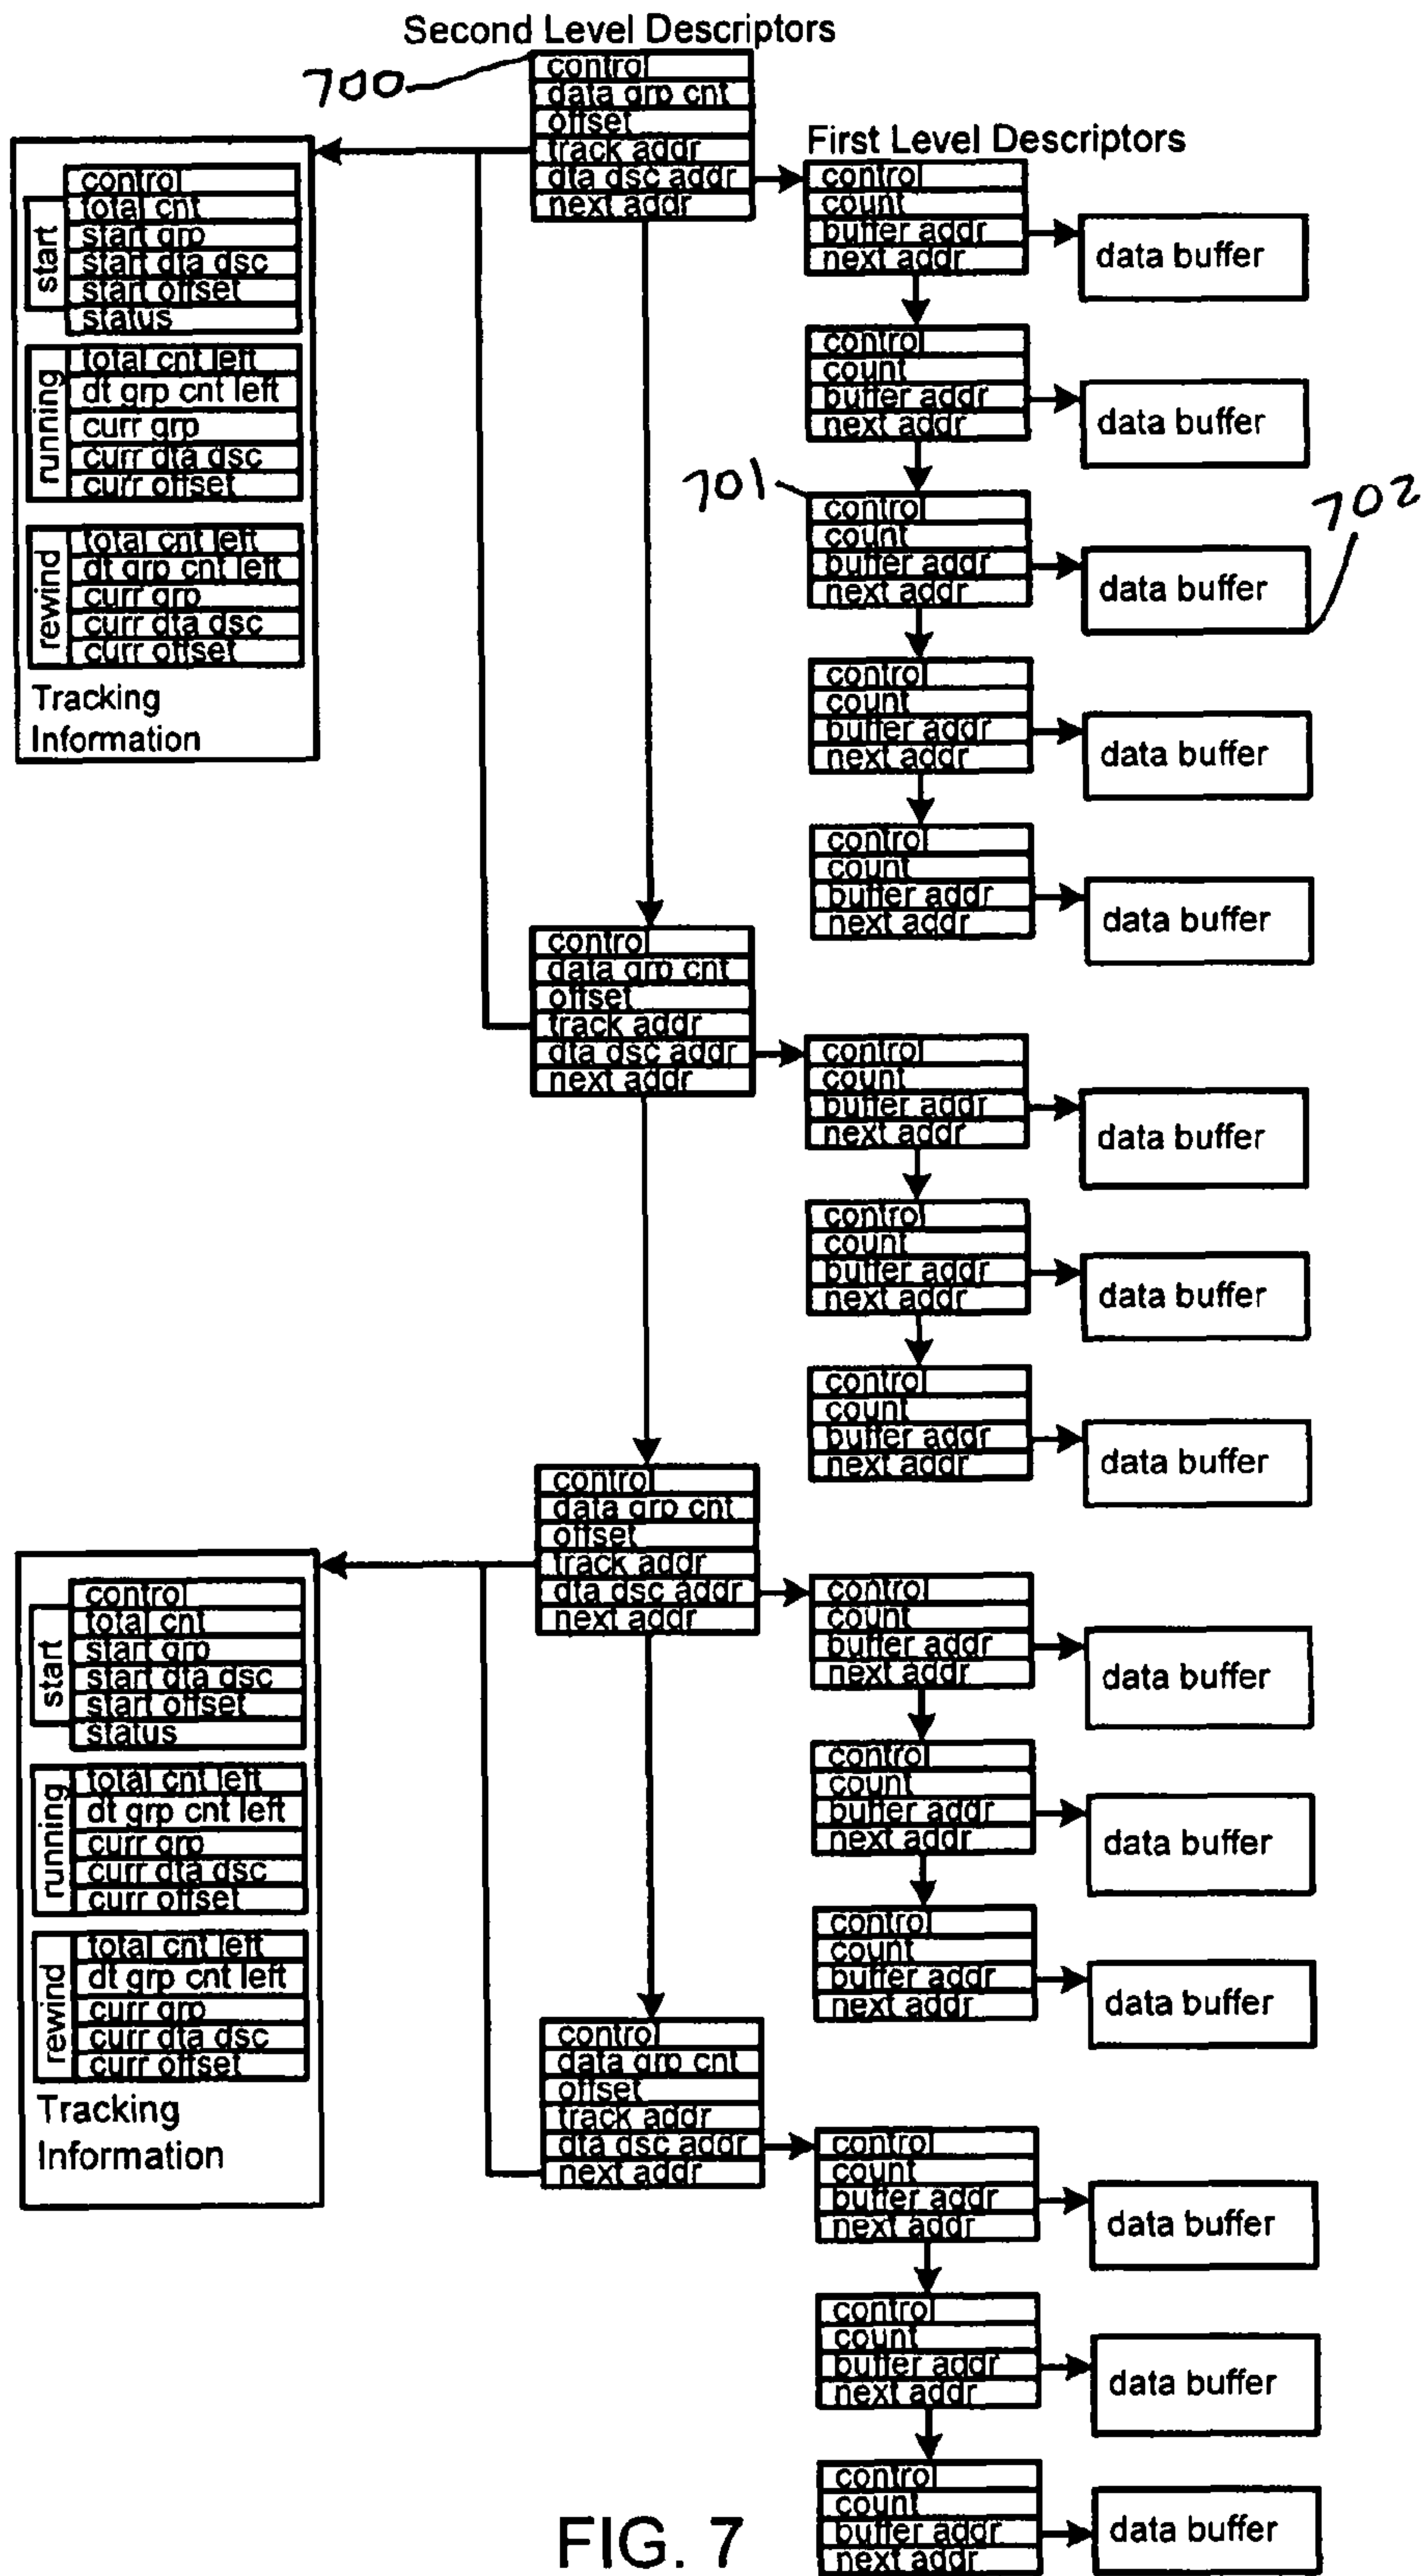 Second Level Descriptors
700
control
data grp cnt
offset
track addr
dta dsc addr
next addr
First Level Descriptors
control
count
buffer addr
next addr
data buffer
control
count
buffer addr
next addr
data buffer
701
control
count
buffer addr
next addr
data buffer
702
control
count
buffer addr
next addr
data buffer
control
count
buffer addr
next addr
data buffer
start
control
total cnt
start grp
start dta dsc
start offset
status
running
total cnt left
dt grp cnt left
curr grp
curr dta dsc
curr offset
rewind
total cnt left
dt grp cnt left
curr grp
curr dta dsc
curr offset
Tracking
Information
control
data grp cnt
offset
track addr
dta dsc addr
next addr
control
count
buffer addr
next addr
data buffer
control
count
buffer addr
next addr
data buffer
control
count
buffer addr
next addr
data buffer
control
data grp cnt
offset
track addr
dta dsc addr
next addr
control
count
buffer addr
next addr
data buffer
control
count
buffer addr
next addr
data buffer
control
count
buffer addr
next addr
data buffer
start
control
total cnt
start grp
start dta dsc
start offset
status
running
total cnt left
dt grp cnt left
curr grp
curr dta dsc
curr offset
rewind
total cnt left
dt grp cnt left
curr grp
curr dta dsc
curr offset
Tracking
Information
control
data grp cnt
offset
track addr
dta dsc addr
next addr
control
count
buffer addr
next addr
data buffer
control
count
buffer addr
next addr
data buffer
control
count
buffer addr
next addr
data buffer
FIG. 7